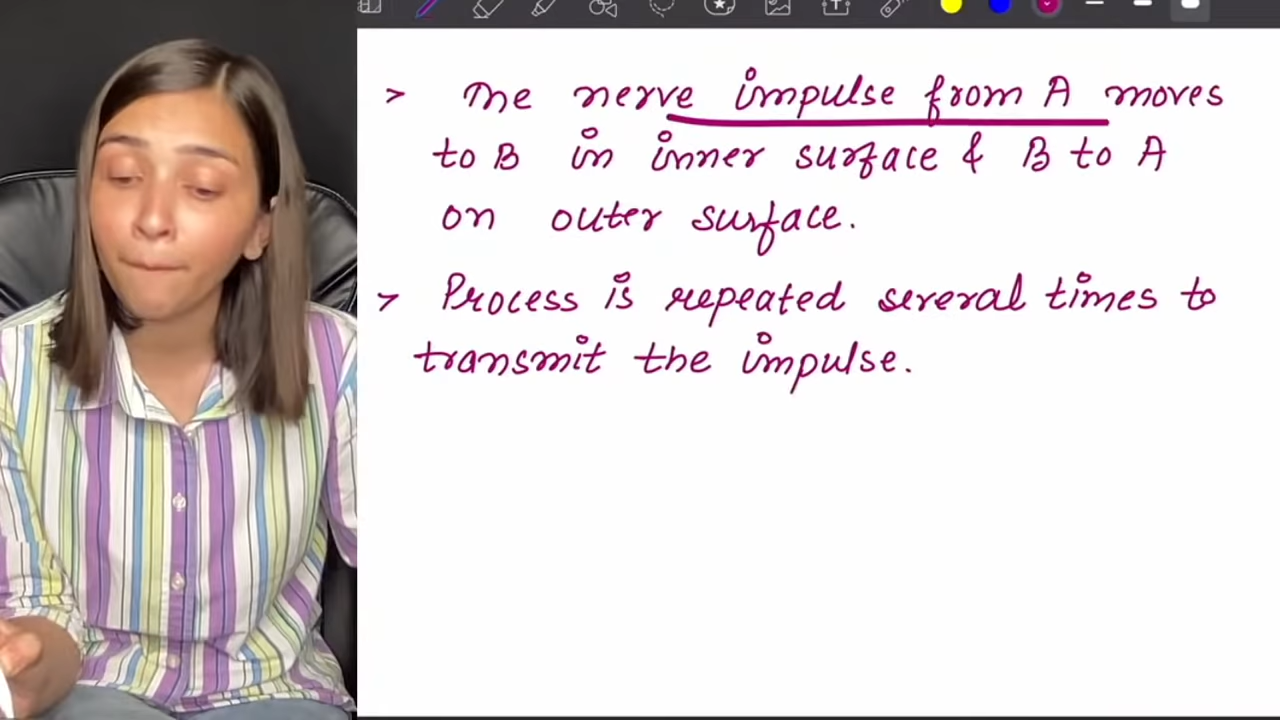 > The nerve impulse from A moves
to B in inner surface & B to A
on outer surface.
> Process is repeated several times to
transmit the impulse.